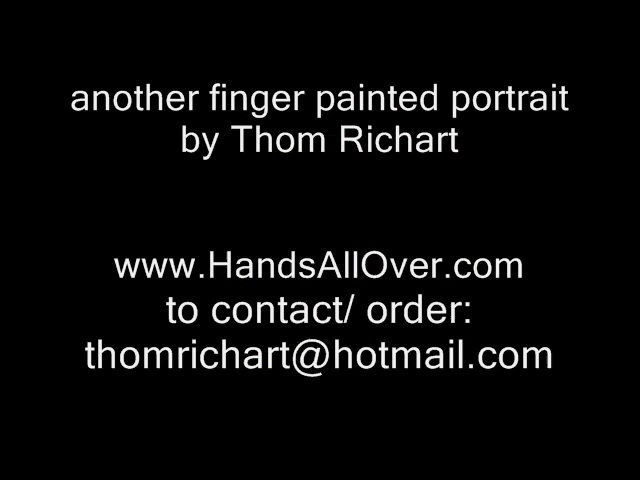 another finger painted portrait
by Thom Richart
www.HandsAllOver.com
to contact/ order:
thomrichart@hotmail.com